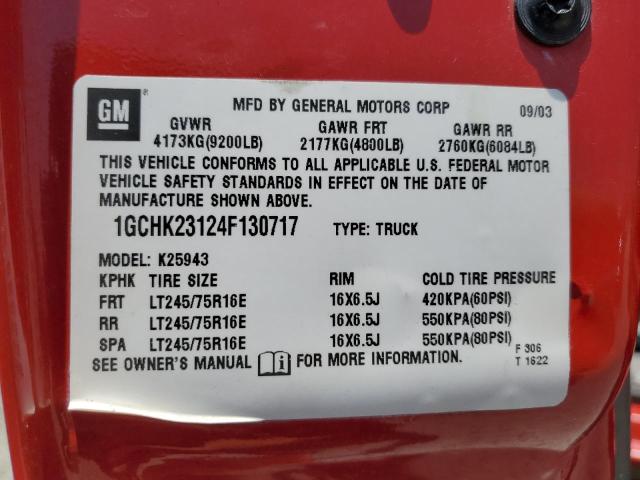 GM ® MFD BY GENERAL MOTORS CORP 09/03
GVWR GAWR FRT GAWR RR
4173KG(9200LB) 2177KG(4800LB) 2760KG(6084LB)
THIS VEHICLE CONFORMS TO ALL APPLICABLE U.S. FEDERAL MOTOR
VEHICLE SAFETY STANDARDS IN EFFECT ON THE DATE OF
MANUFACTURE SHOWN ABOVE.
1GCHK23124F130717 TYPE: TRUCK
MODEL: K25943
KPHK TIRE SIZE RIM COLD TIRE PRESSURE
FRT LT245/75R16E 16X6.5J 420KPA(60PSI)
RR LT245/75R16E 16X6.5J 550KPA(80PSI)
SPA LT245/75R16E 16X6.5J 550KPA(80PSI)
SEE OWNER'S MANUAL i FOR MORE INFORMATION.
F 306
T 1622